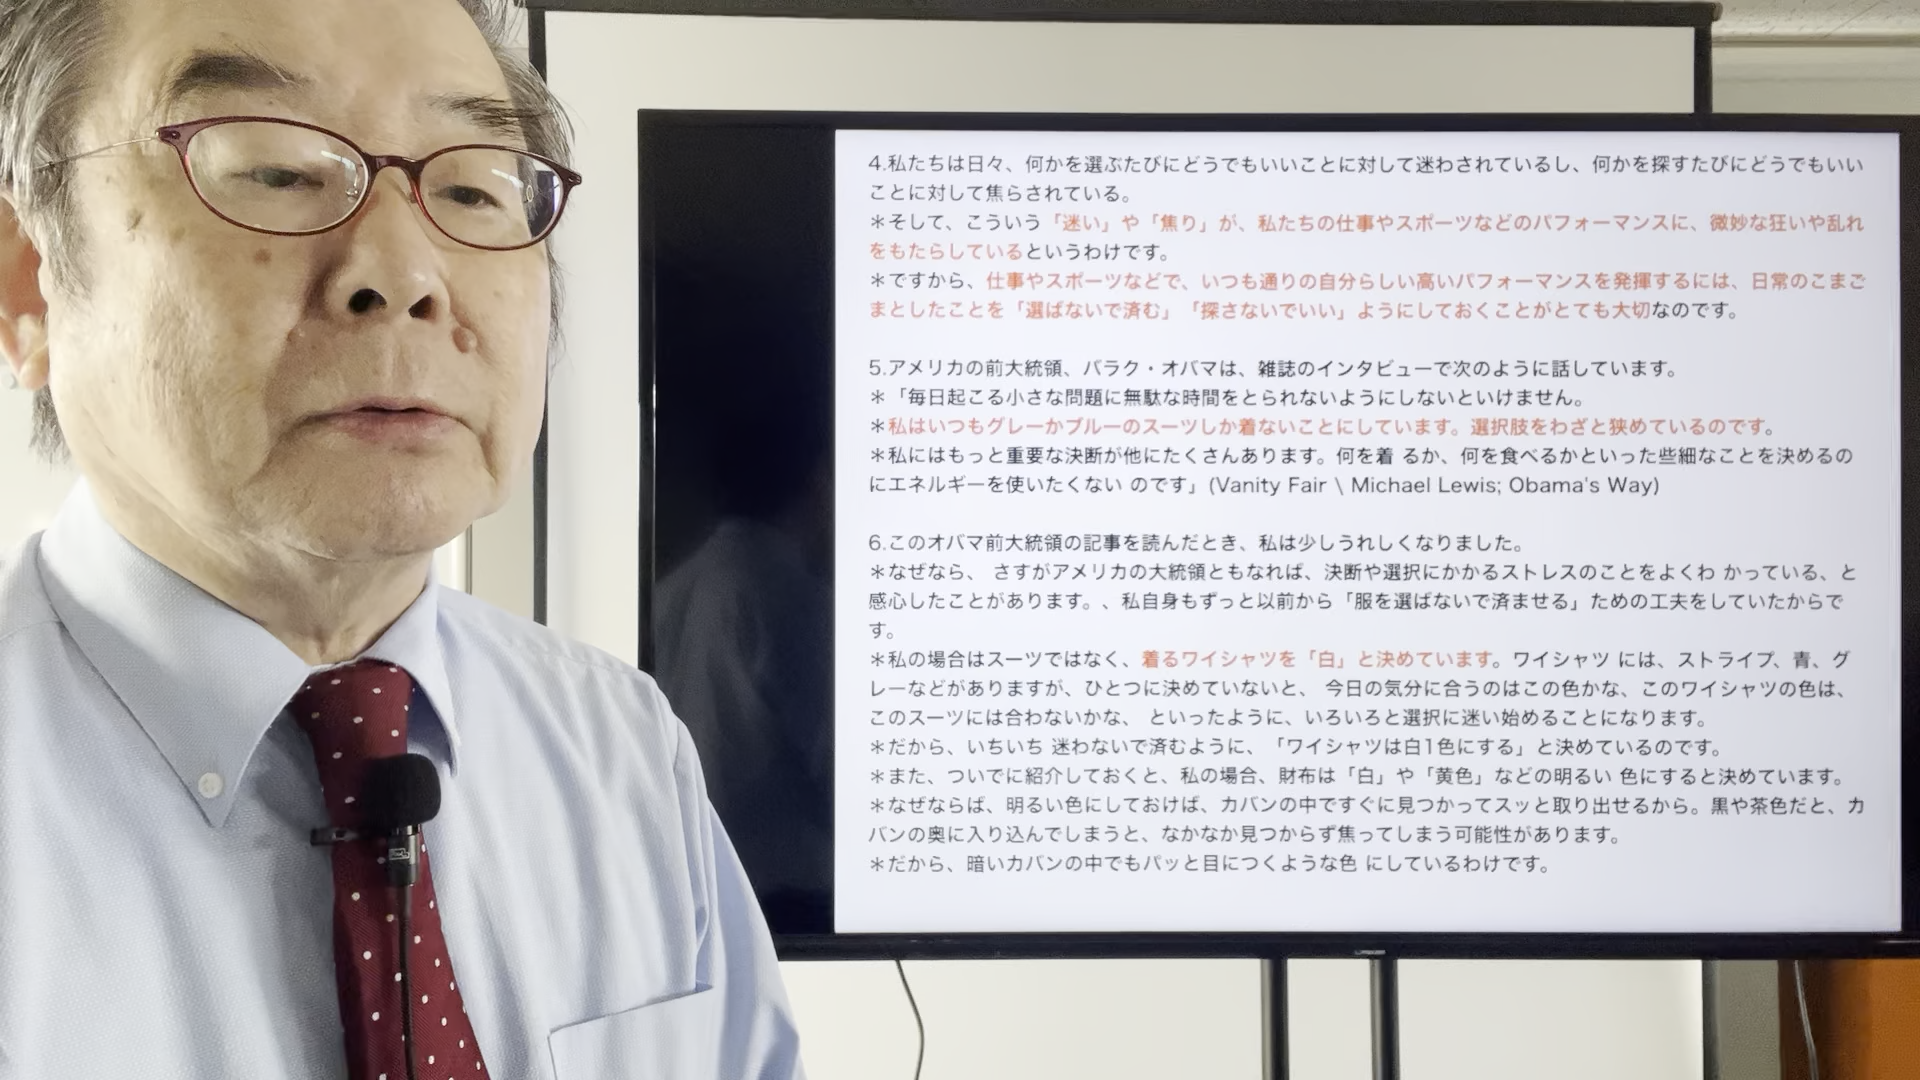 4.私たちは日々、何かを選ぶたびにどうでもいいことに対して迷わされているし、何かを探すたびにどうでもいい
ことに対して焦らされている。
＊そして、こういう「迷い」や「焦り」が、私たちの仕事やスポーツなどのパフォーマンスに、微妙な狂いや乱れ
をもたらしているというわけです。
＊ですから、仕事やスポーツなどで、いつも通りの自分らしい高いパフォーマンスを発揮するには、日常のこまご
まとしたことを「選ばないで済む」「探さないでいい」ようにしておくことがとても大切なのです。
5.アメリカの前大統領、バラク・オバマは、雑誌のインタビューで次のように話しています。
＊「毎日起こる小さな問題に無駄な時間をとられないようにしないといけません。
＊私はいつもグレーかブルーのスーツしか着ないことにしています。選択肢をわざと狭めているのです。
＊私にはもっと重要な決断が他にたくさんあります。何を着 るか、何を食べるかといった些細なことを決めるの
にエネルギーを使いたくない のです」(Vanity Fair \ Michael Lewis; Obama's Way)
6.このオバマ前大統領の記事を読んだとき、私は少しうれしくなりました。
＊なぜなら、 さすがアメリカの大統領ともなれば、決断や選択にかかるストレスのことをよくわ かっている、と
感心したことがあります。、私自身もずっと以前から「服を選ばないで済ませる」ための工夫をしていたからで
す。
＊私の場合はスーツではなく、着るワイシャツを「白」と決めています。ワイシャツ には、ストライプ、青、グ
レーなどがありますが、ひとつに決めていないと、 今日の気分に合うのはこの色かな、このワイシャツの色は、
このスーツには合わないかな、 といったように、いろいろと選択に迷い始めることになります。
＊だから、いちいち 迷わないで済むように、「ワイシャツは白1色にする」と決めているのです。
＊また、ついでに紹介しておくと、私の場合、財布は「白」や「黄色」などの明るい 色にすると決めています。
＊なぜならば、明るい色にしておけば、カバンの中ですぐに見つかってスッと取り出せるから。黒や茶色だと、カ
バンの奥に入り込んでしまうと、なかなか見つからず焦ってしまう可能性があります。
＊だから、暗いカバンの中でもパッと目につくような色 にしているわけです。